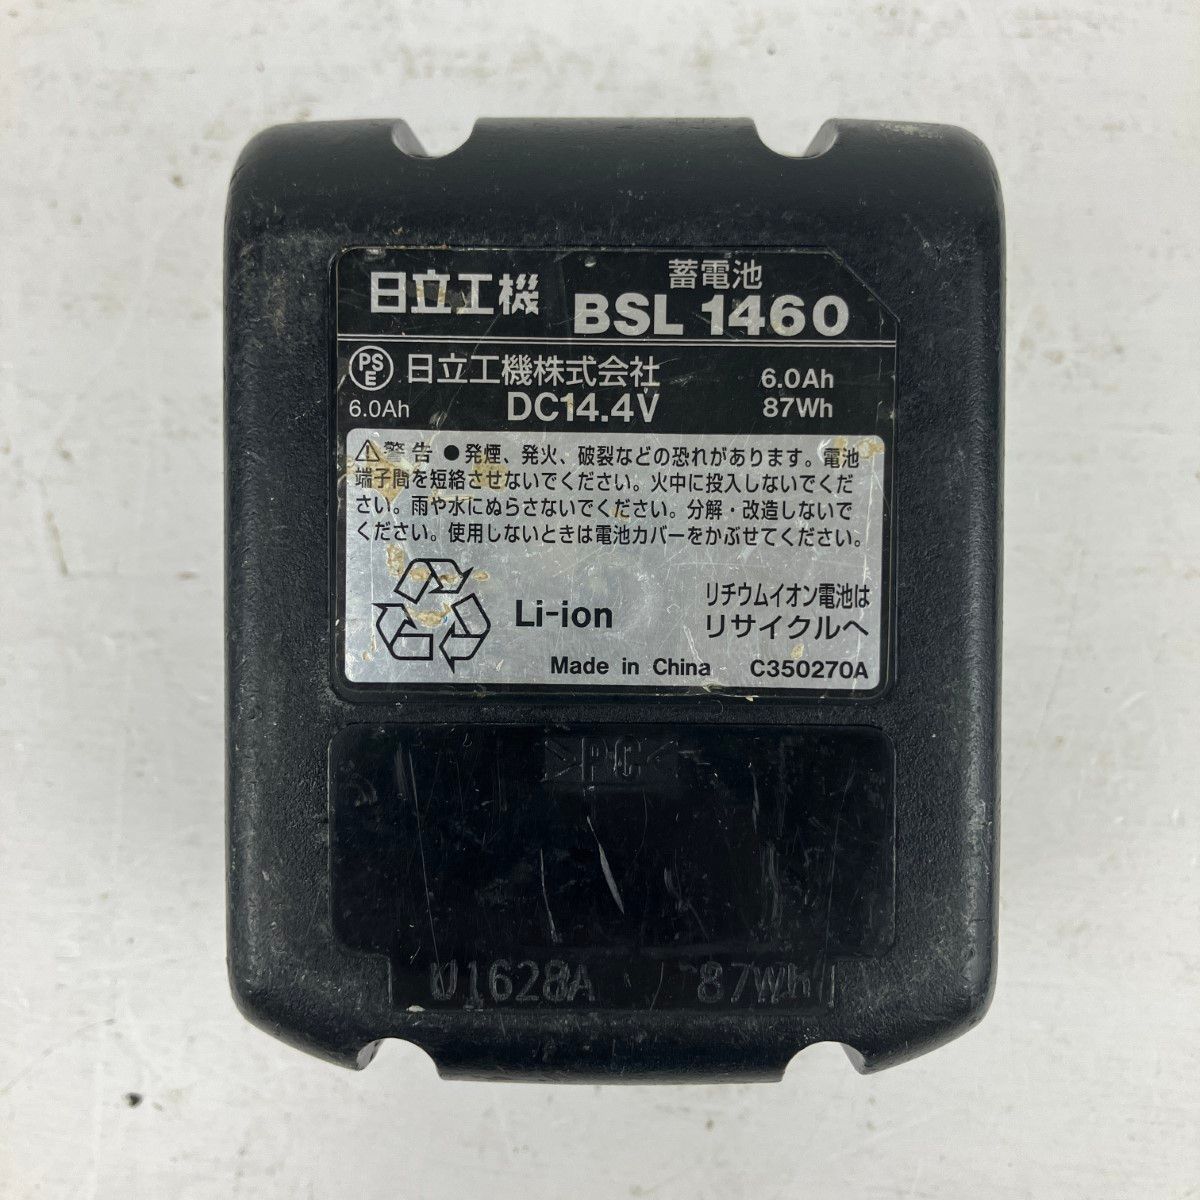 日立工機
蓄電池
BSL 1460
PSE 日立工機株式会社 6.0Ah
6.0Ah DC14.4V 87Wh
⚠警告 ●発煙、発火、破裂などの恐れがあります。電池
端子間を短絡させないでください。火中に投入しないでくだ
さい。雨や水にぬらさないでください。分解・改造しないで
ください。使用しないときは電池カバーをかぶせてください。
Li-ion
リチウムイオン電池は
リサイクルへ
Made in China C350270A
>PC<
U1628A 87Wh